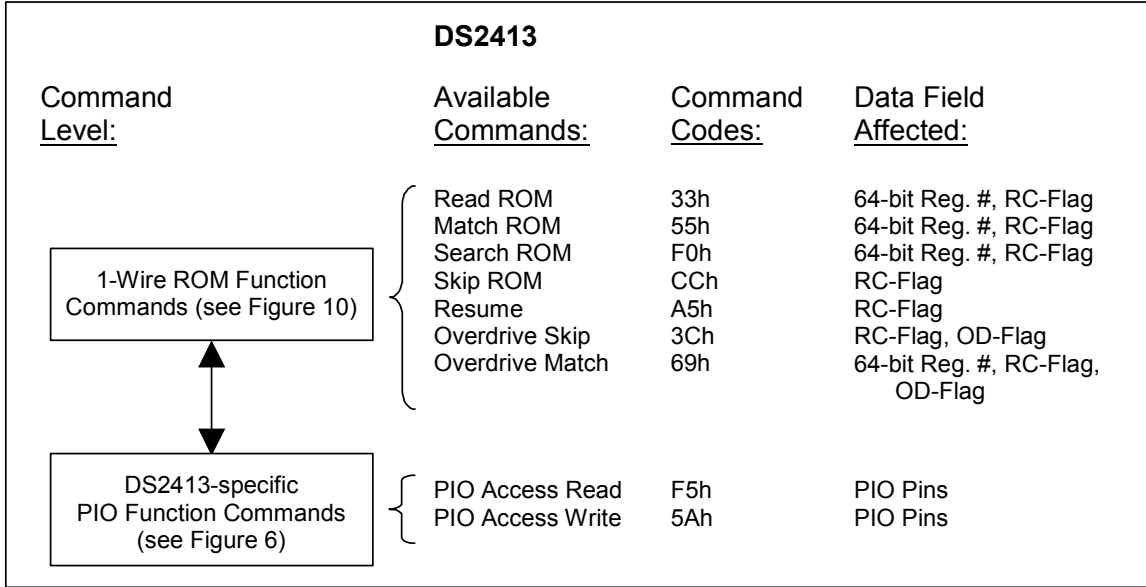 DS2413
Command Available Command Data Field
Level: Commands: Codes: Affected:
Read ROM 33h 64-bit Reg. #, RC-Flag
Match ROM 55h 64-bit Reg. #, RC-Flag
Search ROM F0h 64-bit Reg. #, RC-Flag
Skip ROM CCh RC-Flag
Resume A5h RC-Flag
Overdrive Skip 3Ch RC-Flag, OD-Flag
Overdrive Match 69h 64-bit Reg. #, RC-Flag,
OD-Flag
1-Wire ROM Function
Commands (see Figure 10)
DS2413-specific
PIO Function Commands
(see Figure 6)
PIO Access Read F5h PIO Pins
PIO Access Write 5Ah PIO Pins